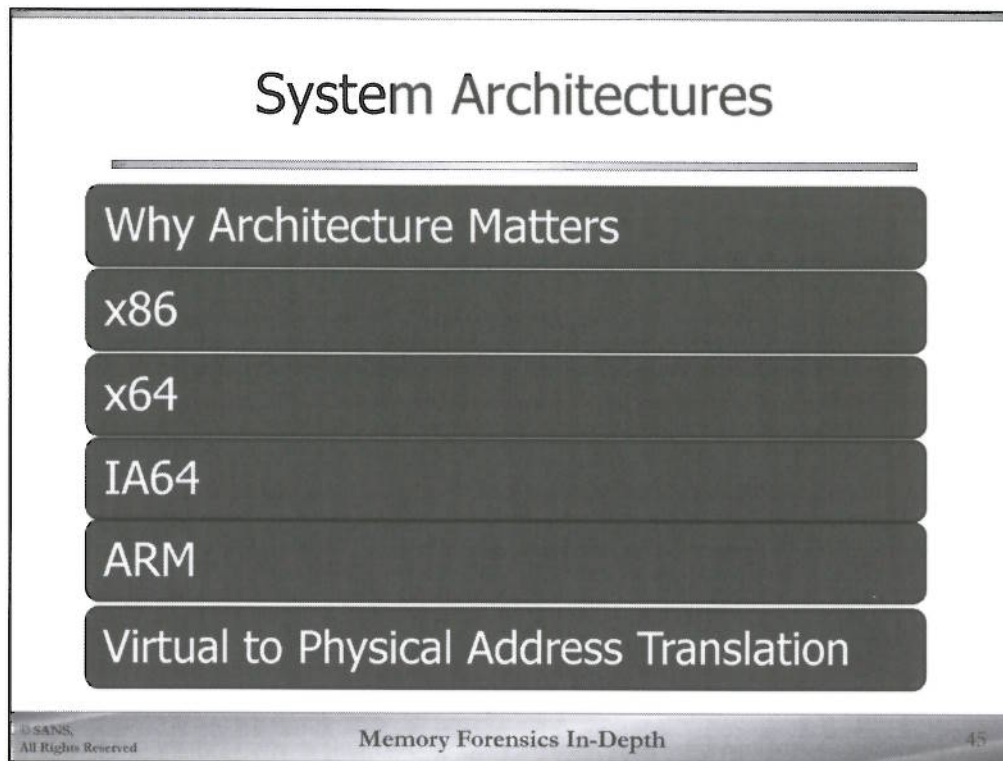 System Architectures
Why Architecture Matters
x86
x64
IA64
ARM
Virtual to Physical Address Translation
© SANS,
All Rights Reserved
Memory Forensics In-Depth
45